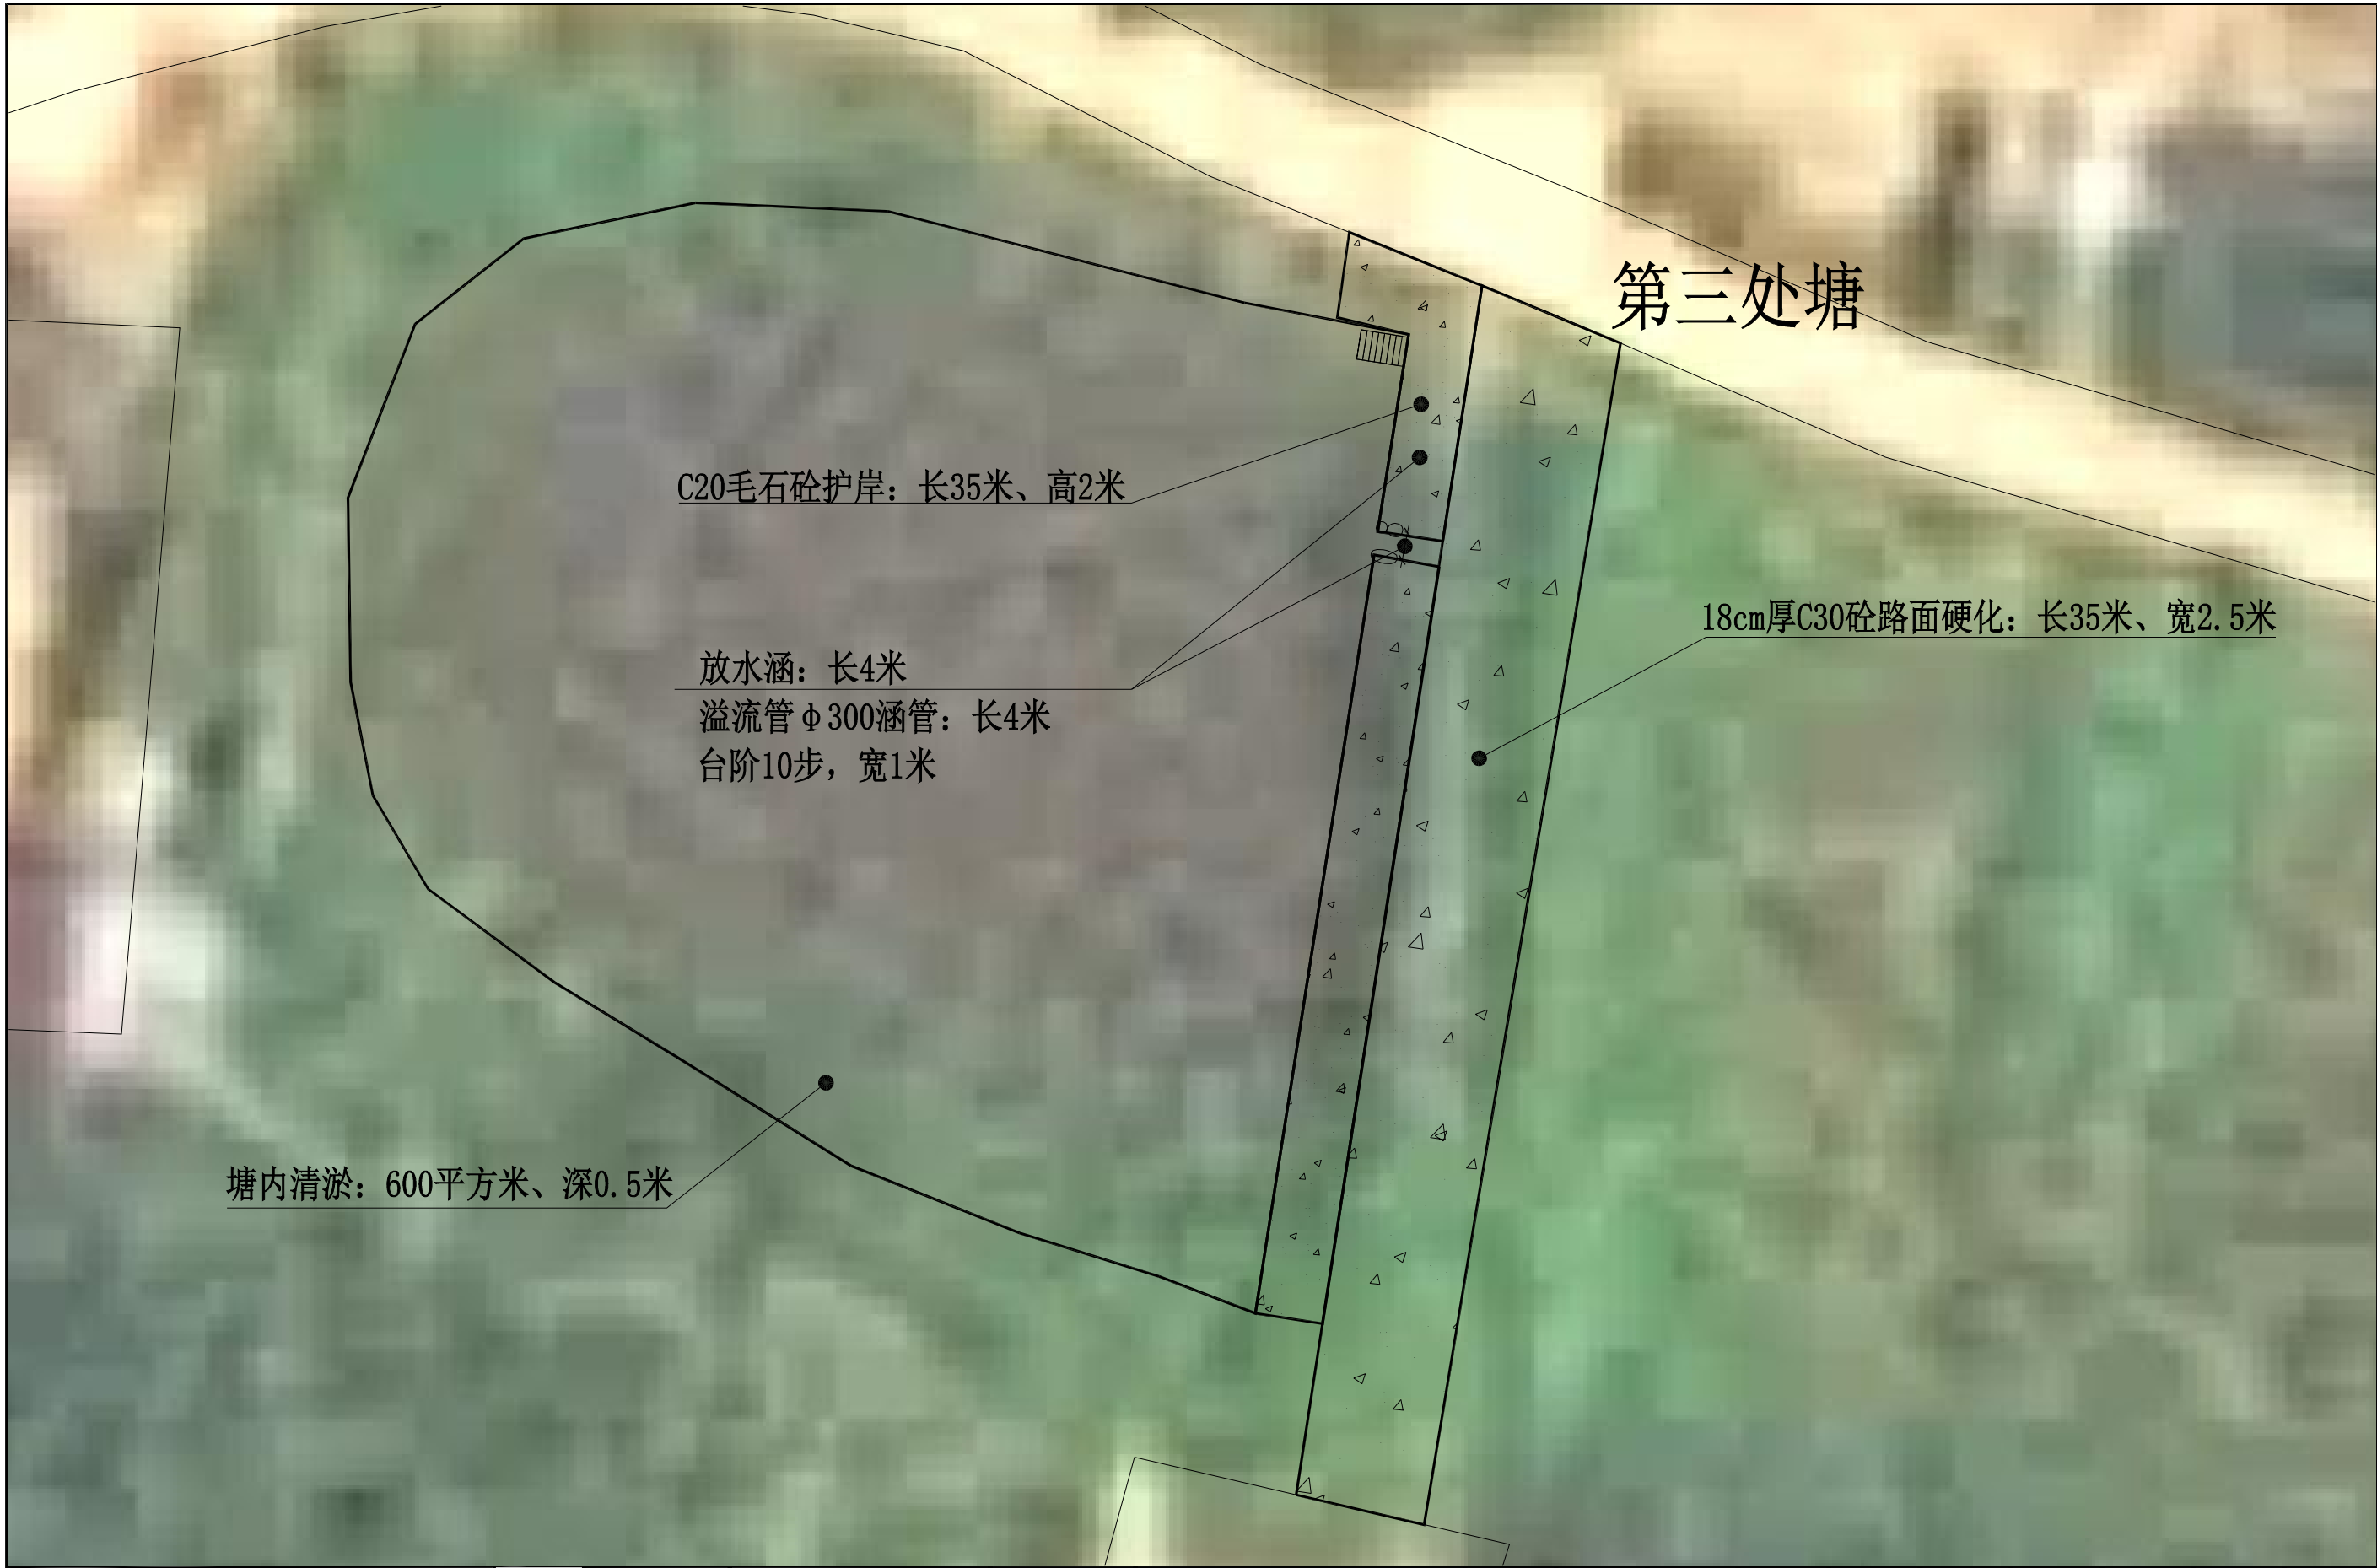 第三处塘
C20毛石砼护岸：长35米、高2米
18cm厚C30砼路面硬化：长35米、宽2.5米
放水涵：长4米
溢流管φ300涵管：长4米
台阶10步，宽1米
塘内清淤：600平方米、深0.5米